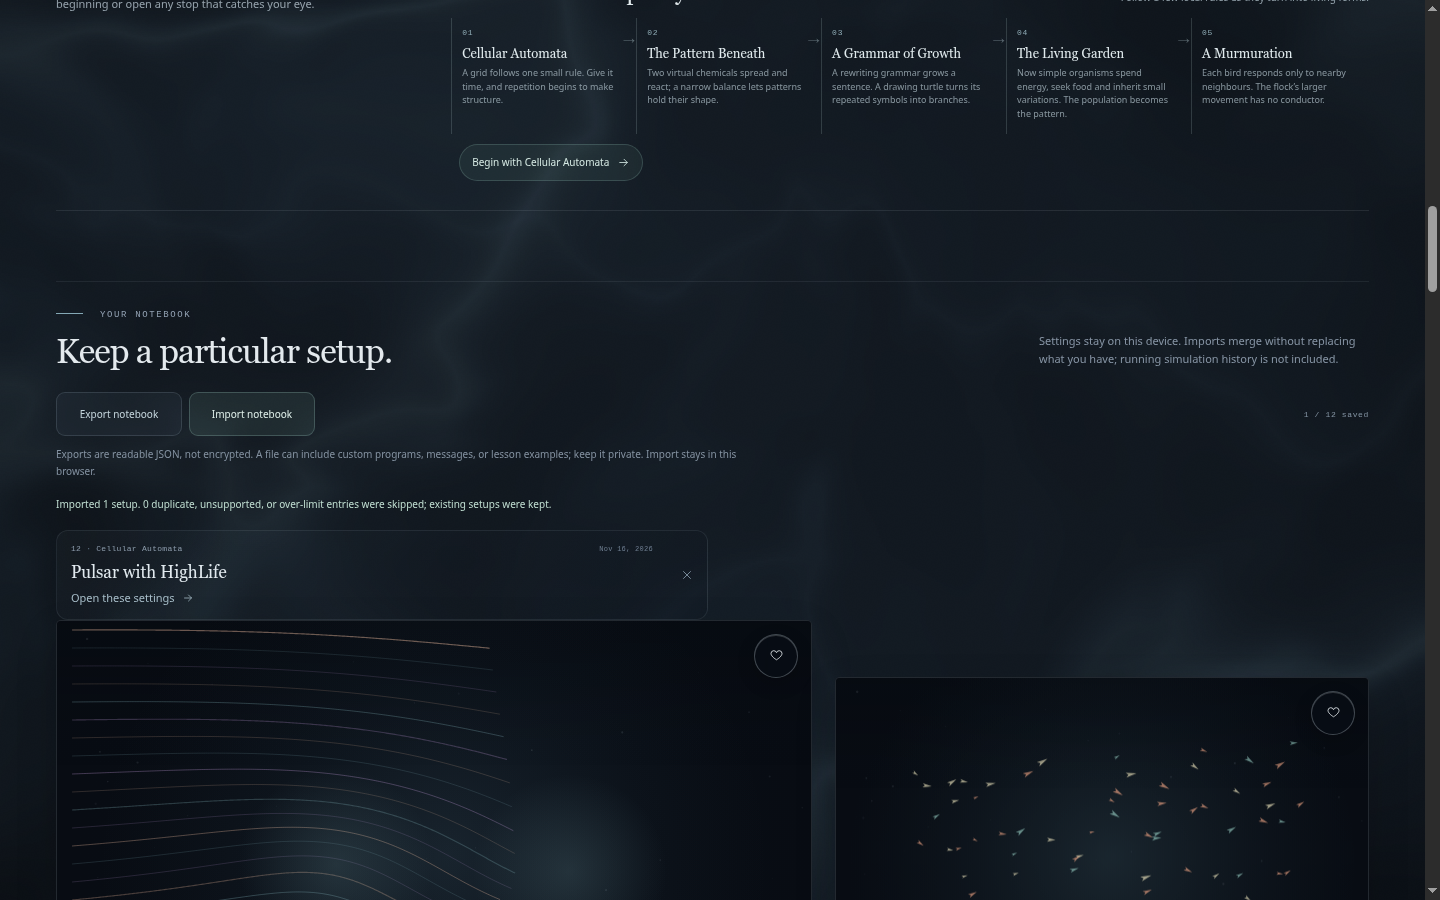 beginning or open any stop that catches your eye.
01
Cellular Automata
A grid follows one small rule. Give it
time, and repetition begins to make
structure.
→
02
The Pattern Beneath
Two virtual chemicals spread and
react; a narrow balance lets patterns
hold their shape.
→
03
A Grammar of Growth
A rewriting grammar grows a
sentence. A drawing turtle turns its
repeated symbols into branches.
→
04
The Living Garden
Now simple organisms spend
energy, seek food and inherit small
variations. The population becomes
the pattern.
→
05
A Murmuration
Each bird responds only to nearby
neighbours. The flock's larger
movement has no conductor.
Begin with Cellular Automata →
YOUR NOTEBOOK
Keep a particular setup.
Settings stay on this device. Imports merge without replacing
what you have; running simulation history is not included.
Export notebook
Import notebook
1 / 12 saved
Exports are readable JSON, not encrypted. A file can include custom programs, messages, or lesson examples; keep it private. Import stays in this
browser.
Imported 1 setup. 0 duplicate, unsupported, or over-limit entries were skipped; existing setups were kept.
12 · Cellular Automata
Nov 16, 2026
Pulsar with HighLife
Open these settings →